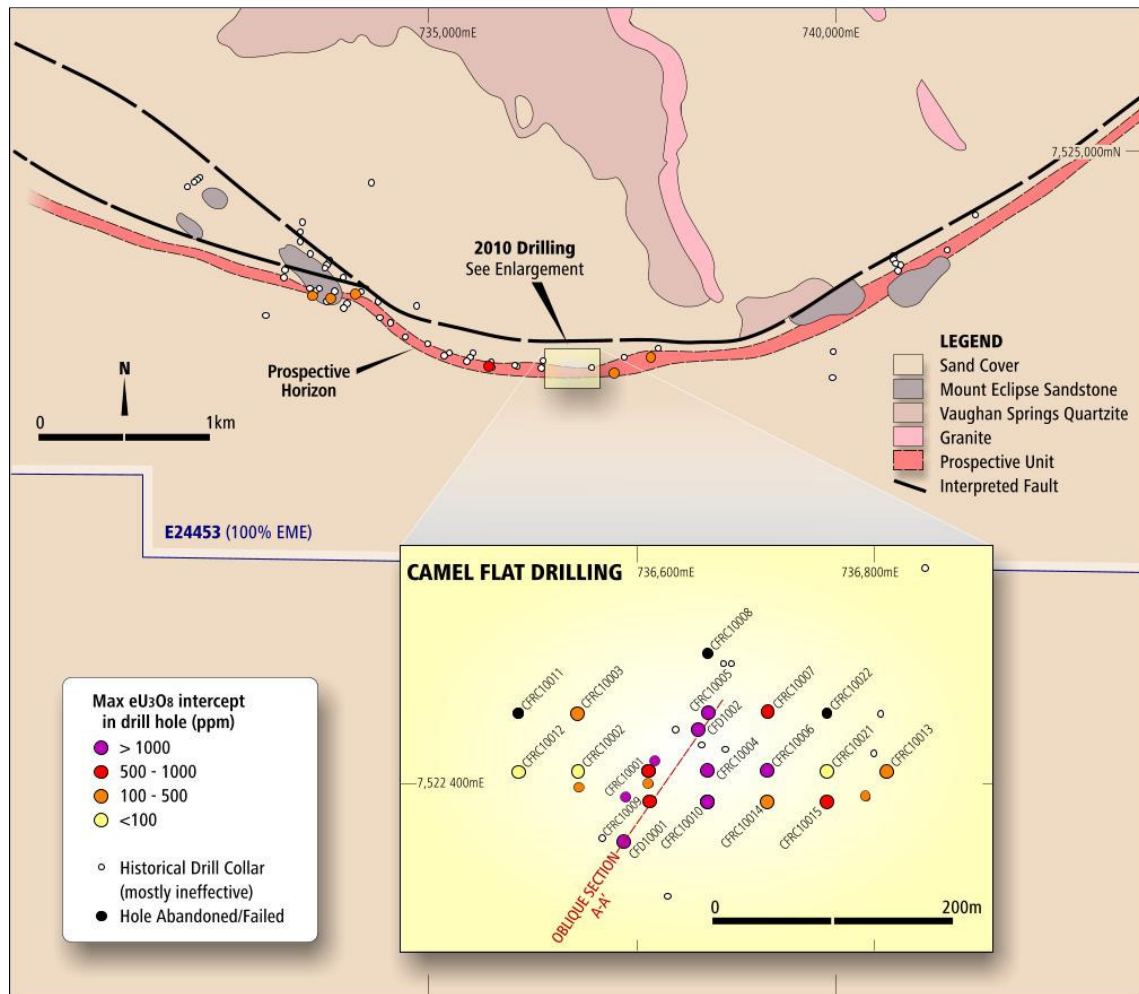 735,000mE
740,000mE
7,525,000mN
2010 Drilling
See Enlargement
Prospective
Horizon
N
0
1km
LEGEND
Sand Cover
Mount Eclipse Sandstone
Vaughan Springs Quartzite
Granite
Prospective Unit
Interpreted Fault
E24453 (100% EME)
CAMEL FLAT DRILLING
736,600mE
736,800mE
CFRC10008
CFRC10011
CFRC10003
CFRC10005
CFD1002
CFRC10007
CFRC10022
CFRC10012
CFRC10002
CFRC10001
CFRC10004
CFRC10006
CFRC10021
CFRC10013
7,522 400mE
CFRC10009
CFD10001
CFRC10010
CFRC10014
CFRC10015
OBLIQUE SECTION
A-A'
0
200m
Max eU3O8 intercept
in drill hole (ppm)
> 1000
500 - 1000
100 - 500
<100
Historical Drill Collar
(mostly ineffective)
Hole Abandoned/Failed